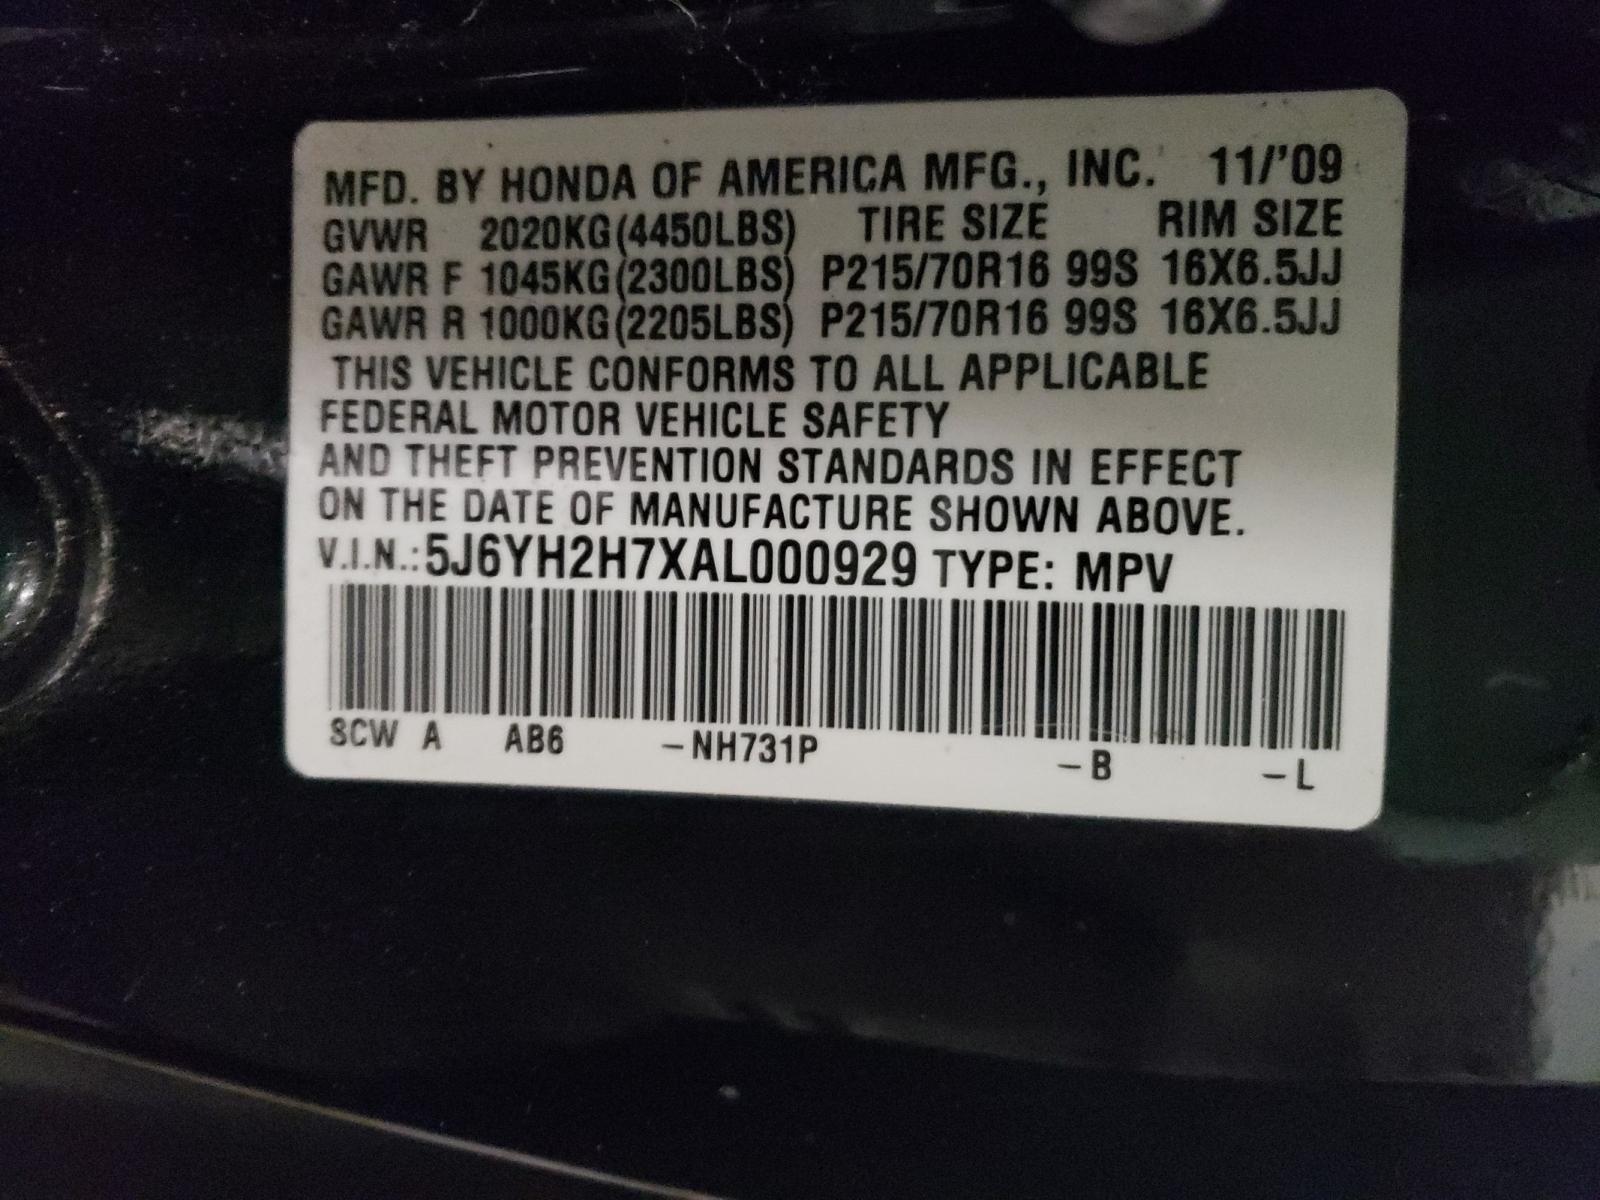 MFD. BY HONDA OF AMERICA MFG., INC. 11/'09
GVWR 2020KG(4450LBS) TIRE SIZE RIM SIZE
GAWR F 1045KG(2300LBS) P215/70R16 99S 16X6.5JJ
GAWR R 1000KG(2205LBS) P215/70R16 99S 16X6.5JJ
THIS VEHICLE CONFORMS TO ALL APPLICABLE
FEDERAL MOTOR VEHICLE SAFETY
AND THEFT PREVENTION STANDARDS IN EFFECT
ON THE DATE OF MANUFACTURE SHOWN ABOVE.
V.I.N.:5J6YH2H7XAL000929 TYPE: MPV
SCW A AB6 –NH731P –B –L